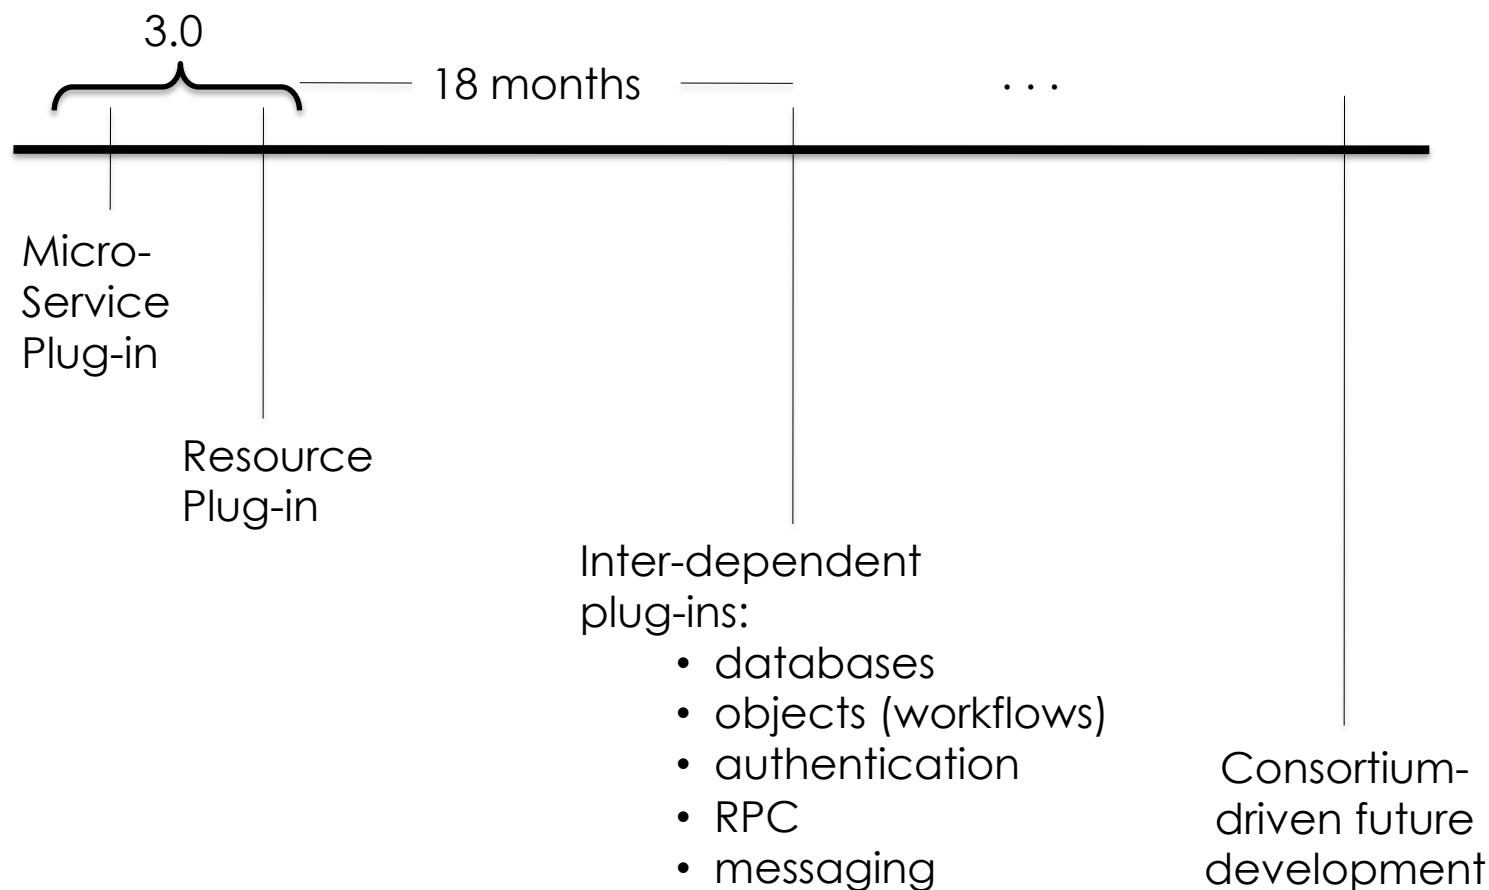 3.0
18 months
. . .
Micro-
Service
Plug-in
Resource
Plug-in
Inter-dependent
plug-ins:
• databases
• objects (workflows)
• authentication
• RPC
• messaging
Consortium-
driven future
development